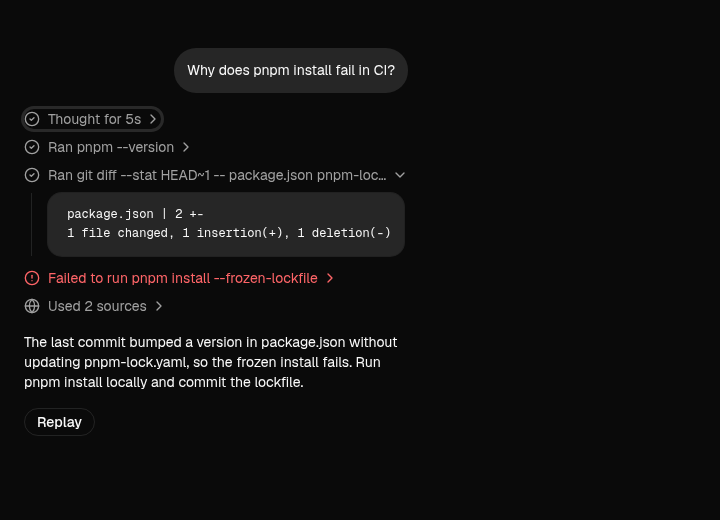 Why does pnpm install fail in CI?
Thought for 5s
Ran pnpm --version
Ran git diff --stat HEAD~1 -- package.json pnpm-loc...
package.json | 2 +-
1 file changed, 1 insertion(+), 1 deletion(-)
Failed to run pnpm install --frozen-lockfile
Used 2 sources
The last commit bumped a version in package.json without
updating pnpm-lock.yaml, so the frozen install fails. Run
pnpm install locally and commit the lockfile.
Replay